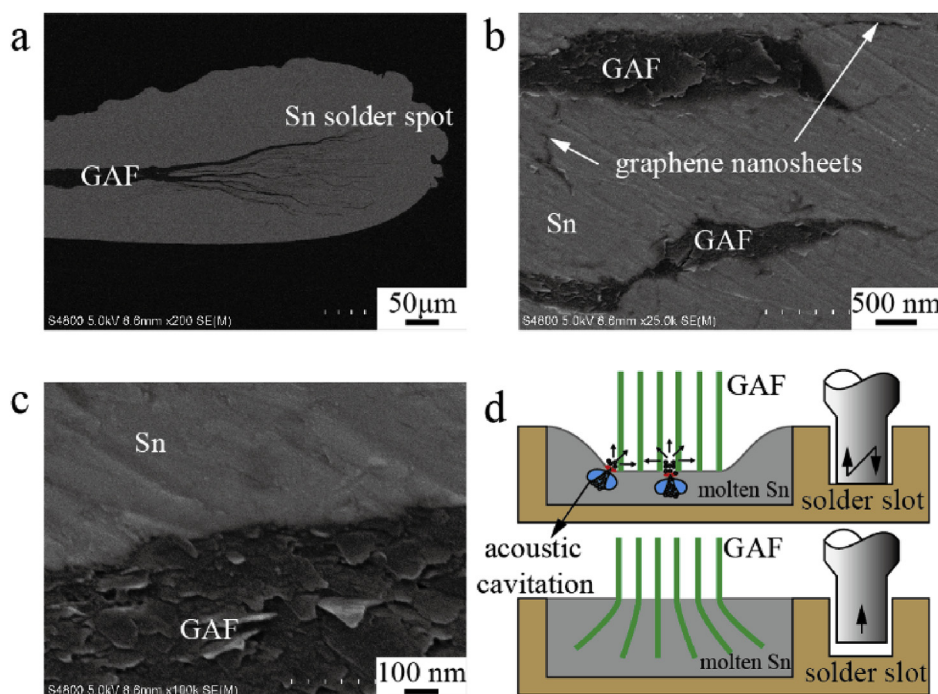 a
Sn solder spot
GAF
50μm
S4800 5.0kV 8.6mm x200 SE(M)
b
GAF
graphene nanosheets
Sn
GAF
500 nm
S4800 5.0kV 8.6mm x25.0k SE(M)
c
Sn
GAF
100 nm
S4800 5.0kV 8.6mm x100k SE(M)
d
GAF
molten Sn
solder slot
acoustic
cavitation
GAF
molten Sn
solder slot